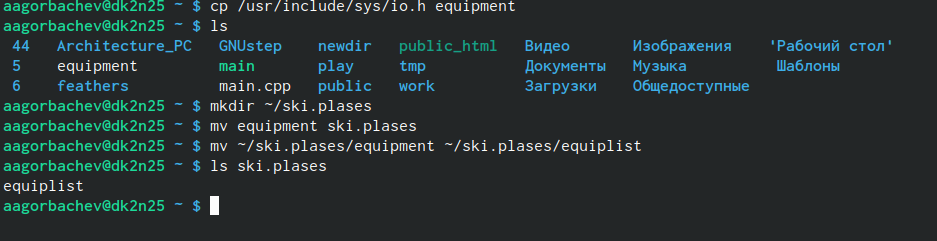 aagorbachev@dk2n25 ~ $ cp /usr/include/sys/io.h equipment
aagorbachev@dk2n25 ~ $ ls
44 Architecture_PC GNUstep newdir public_html Видео Изображения 'Рабочий стол'
5 equipment main play tmp Документы Музыка Шаблоны
6 feathers main.cpp public work Загрузки Общедоступные
aagorbachev@dk2n25 ~ $ mkdir ~/ski.plases
aagorbachev@dk2n25 ~ $ mv equipment ski.plases
aagorbachev@dk2n25 ~ $ mv ~/ski.plases/equipment ~/ski.plases/equiplist
aagorbachev@dk2n25 ~ $ ls ski.plases
equiplist
aagorbachev@dk2n25 ~ $